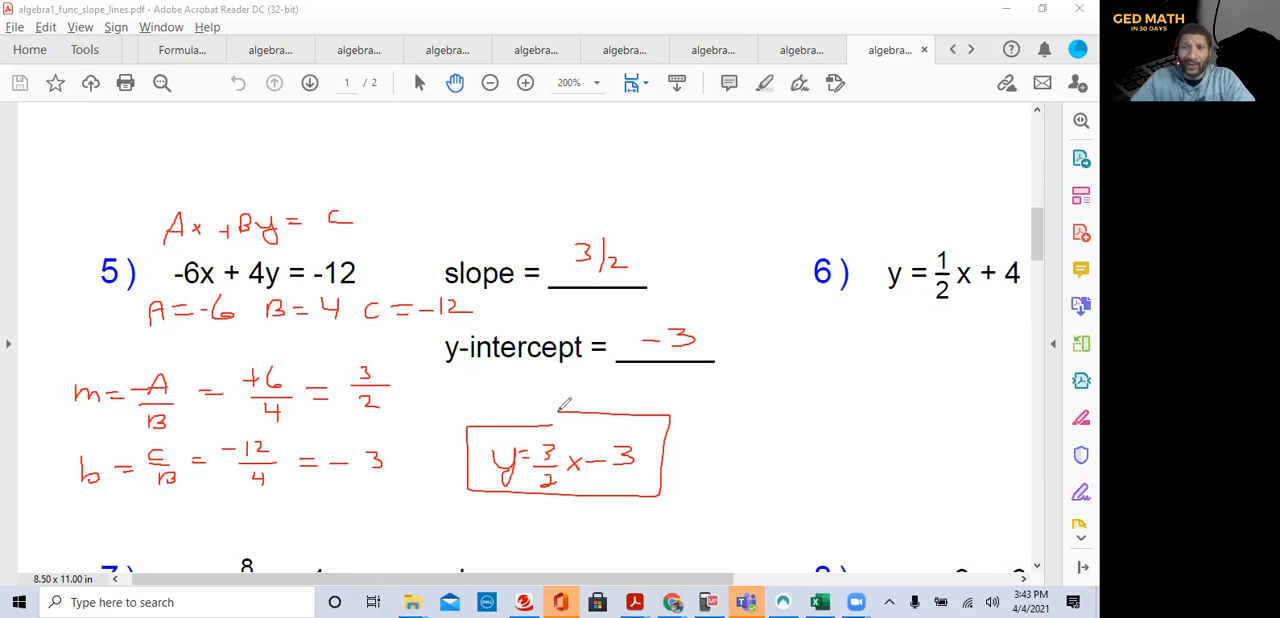 algebra1_func_slope_lines.pdf - Adobe Acrobat Reader DC (32-bit)
File Edit View Sign Window Help
Home Tools Formula... algebra... algebra... algebra... algebra... algebra... algebra... algebra... algebra... ×
1 / 2 200%
GED MATH
IN 30 DAYS
Ax + By = C
5) -6x + 4y = -12
slope = 3/2
6) y = 1/2 x + 4
A = -6 B = 4 C = -12
y-intercept = -3
m = -A/B = +6/4 = 3/2
b = C/B = -12/4 = -3
y = 3/2 x - 3
8
8.50 x 11.00 in
Type here to search
3:43 PM
4/4/2021